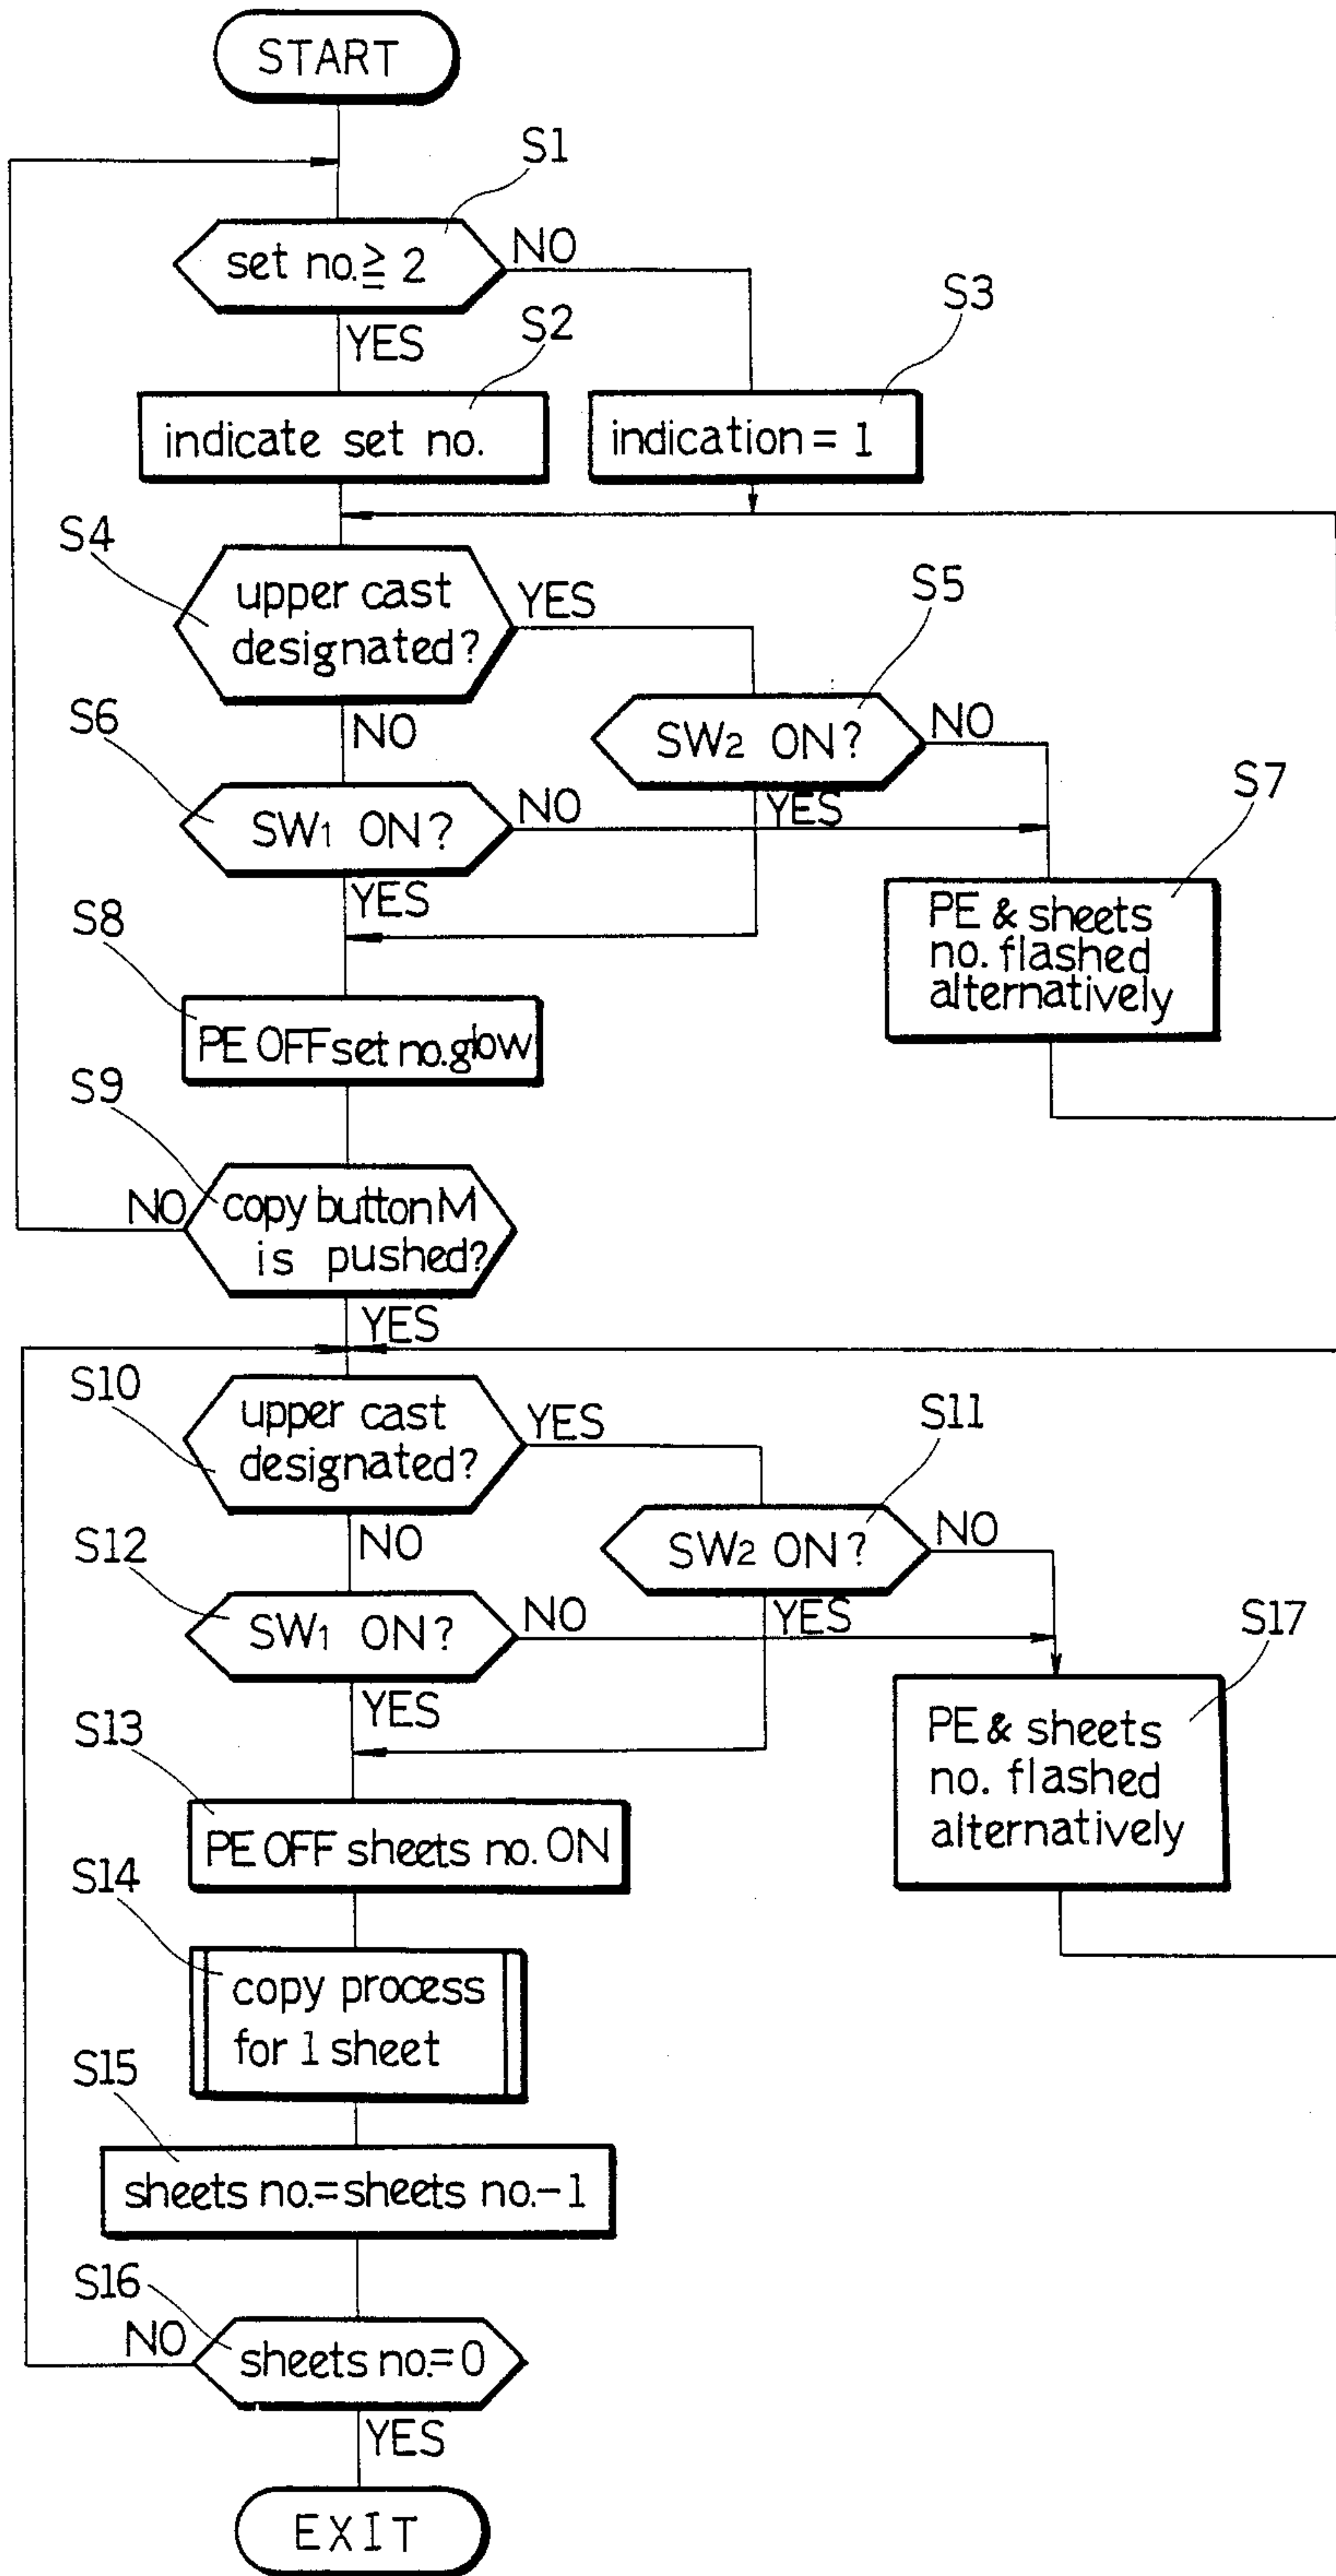 START
S1
set no. ≧ 2
NO
YES
S2
S3
indicate set no.
indication = 1
S4
upper cast
designated?
YES
S5
NO
S6
SW2 ON?
NO
SW1 ON?
NO
YES
S7
YES
PE & sheets
no. flashed
alternatively
S8
PE OFF set no. glow
S9
NO
copy button M
is pushed?
YES
S10
upper cast
designated?
YES
S11
NO
S12
SW2 ON?
NO
SW1 ON?
NO
YES
S17
YES
PE & sheets
no. flashed
alternatively
S13
PE OFF sheets no. ON
S14
copy process
for 1 sheet
S15
sheets no.=sheets no.-1
S16
NO
sheets no.=0
YES
EXIT